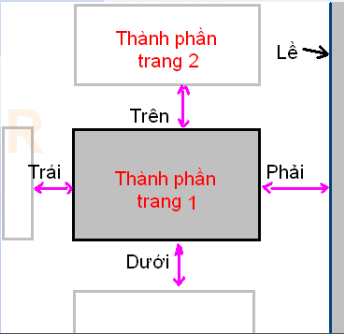 Thành phần
trang 2
Lề
Trên
R
Trái
Thành phần
trang 1
Phải
Dưới